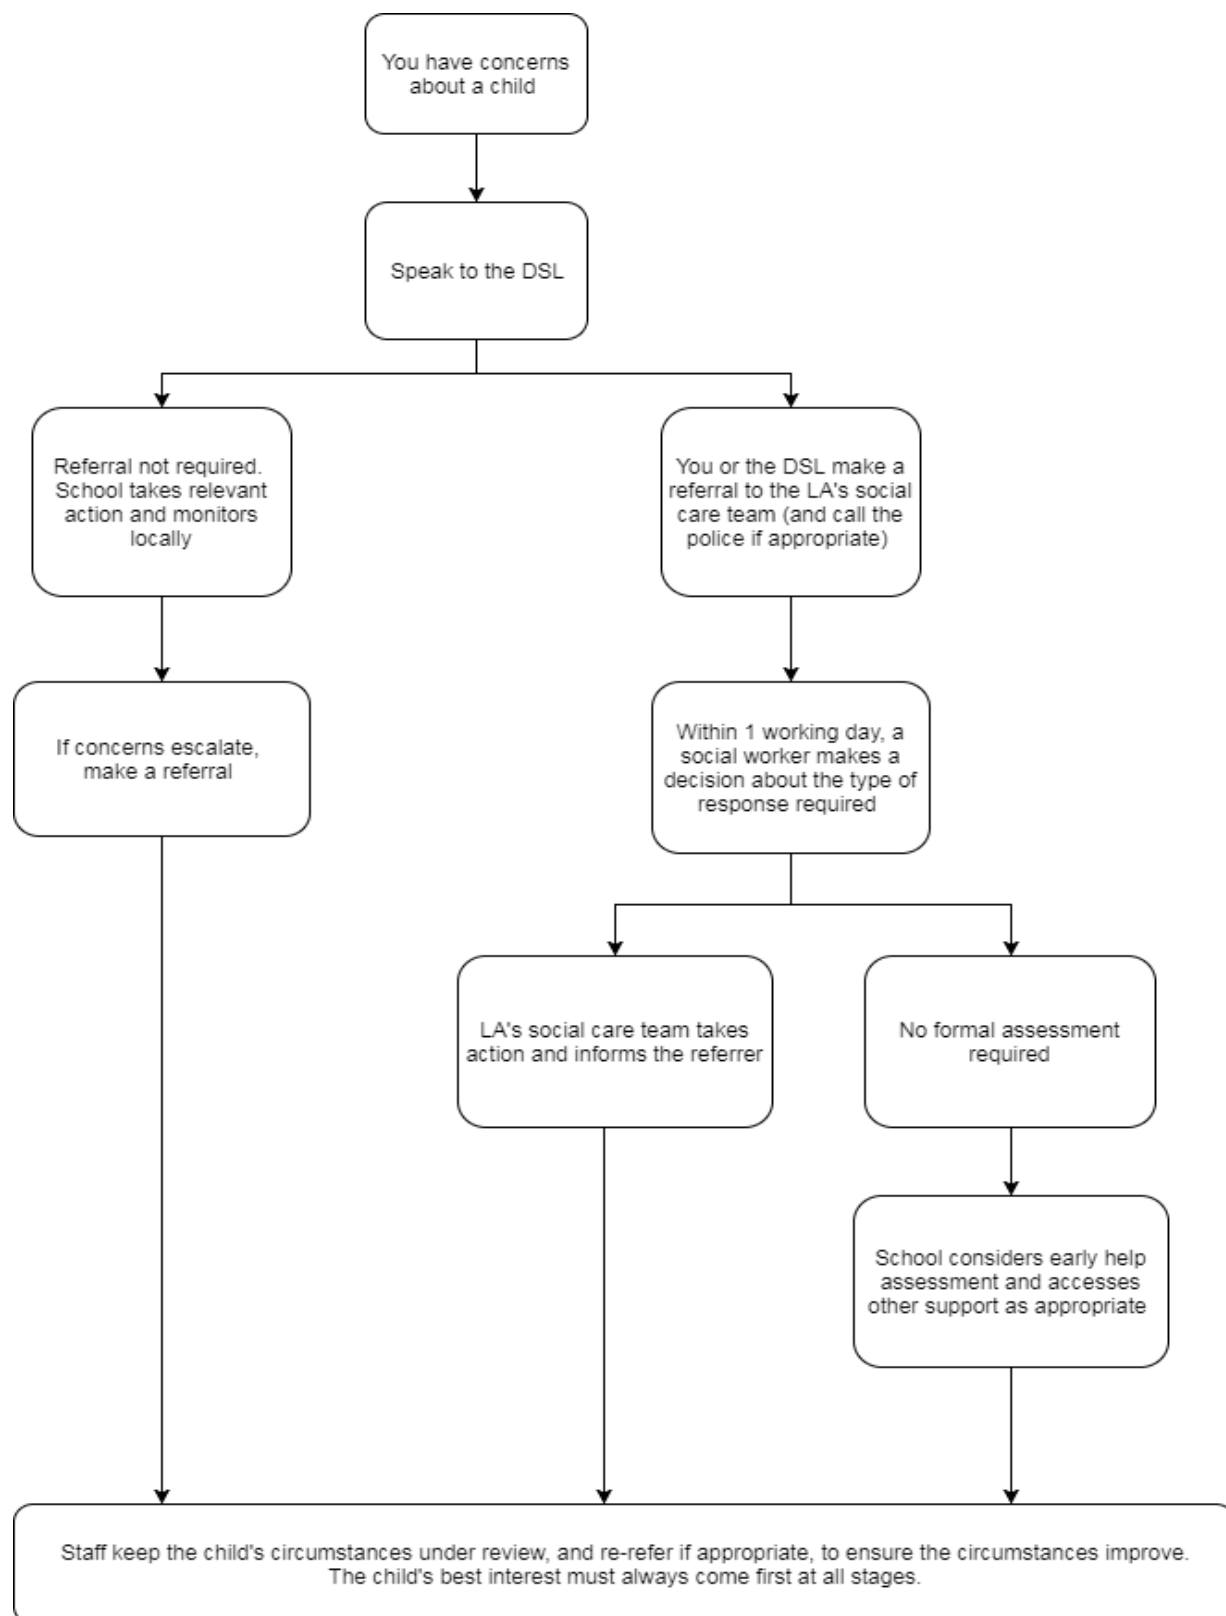 You have concerns
about a child
Speak to the DSL
Referral not required.
School takes relevant
action and monitors
locally
You or the DSL make a
referral to the LA's social
care team (and call the
police if appropriate)
If concerns escalate,
make a referral
Within 1 working day, a
social worker makes a
decision about the type of
response required
LA's social care team takes
action and informs the referrer
No formal assessment
required
School considers early help
assessment and accesses
other support as appropriate
Staff keep the child's circumstances under review, and re-refer if appropriate, to ensure the circumstances improve.
The child's best interest must always come first at all stages.